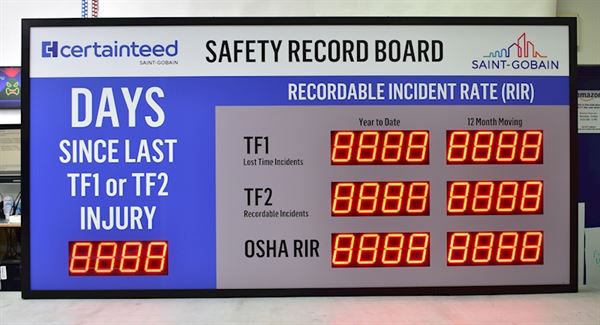 certainteed
SAINT-GOBAIN
SAFETY RECORD BOARD
SAINT-GOBAIN
DAYS
SINCE LAST
TF1 or TF2
INJURY
8888
RECORDABLE INCIDENT RATE (RIR)
Year to Date 12 Month Moving
TF1 8888 8888
Lost Time Incidents
TF2 8888 8888
Recordable Incidents
OSHA RIR 8888 8888
amazon